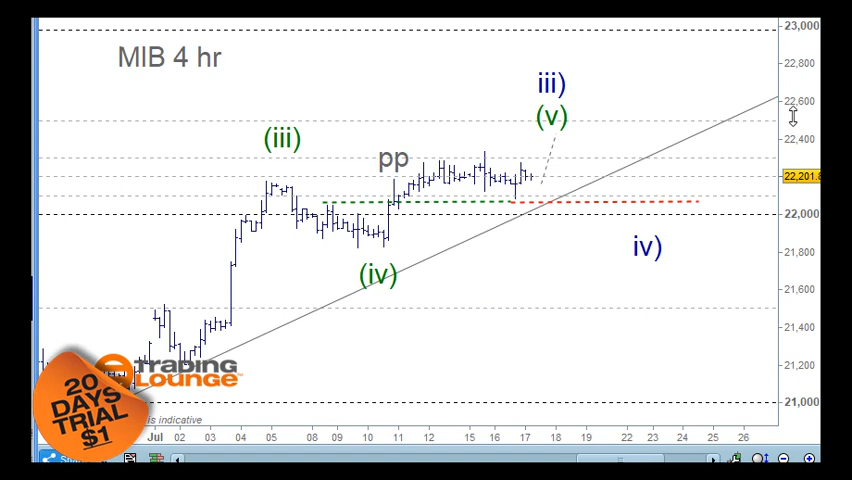 23,000
MIB 4 hr
22,800
iii)
22,600
(v)
(iii)
22,400
pp
22,201.8
22,000
iv)
21,800
(iv)
21,600
21,400
TRADING
LOUNGE™
21,200
20
DAYS
TRIAL
$1
21,000
is indicative
Jul 02 03 04 05 08 09 10 11 12 15 16 17 18 19 22 23 24 25 26